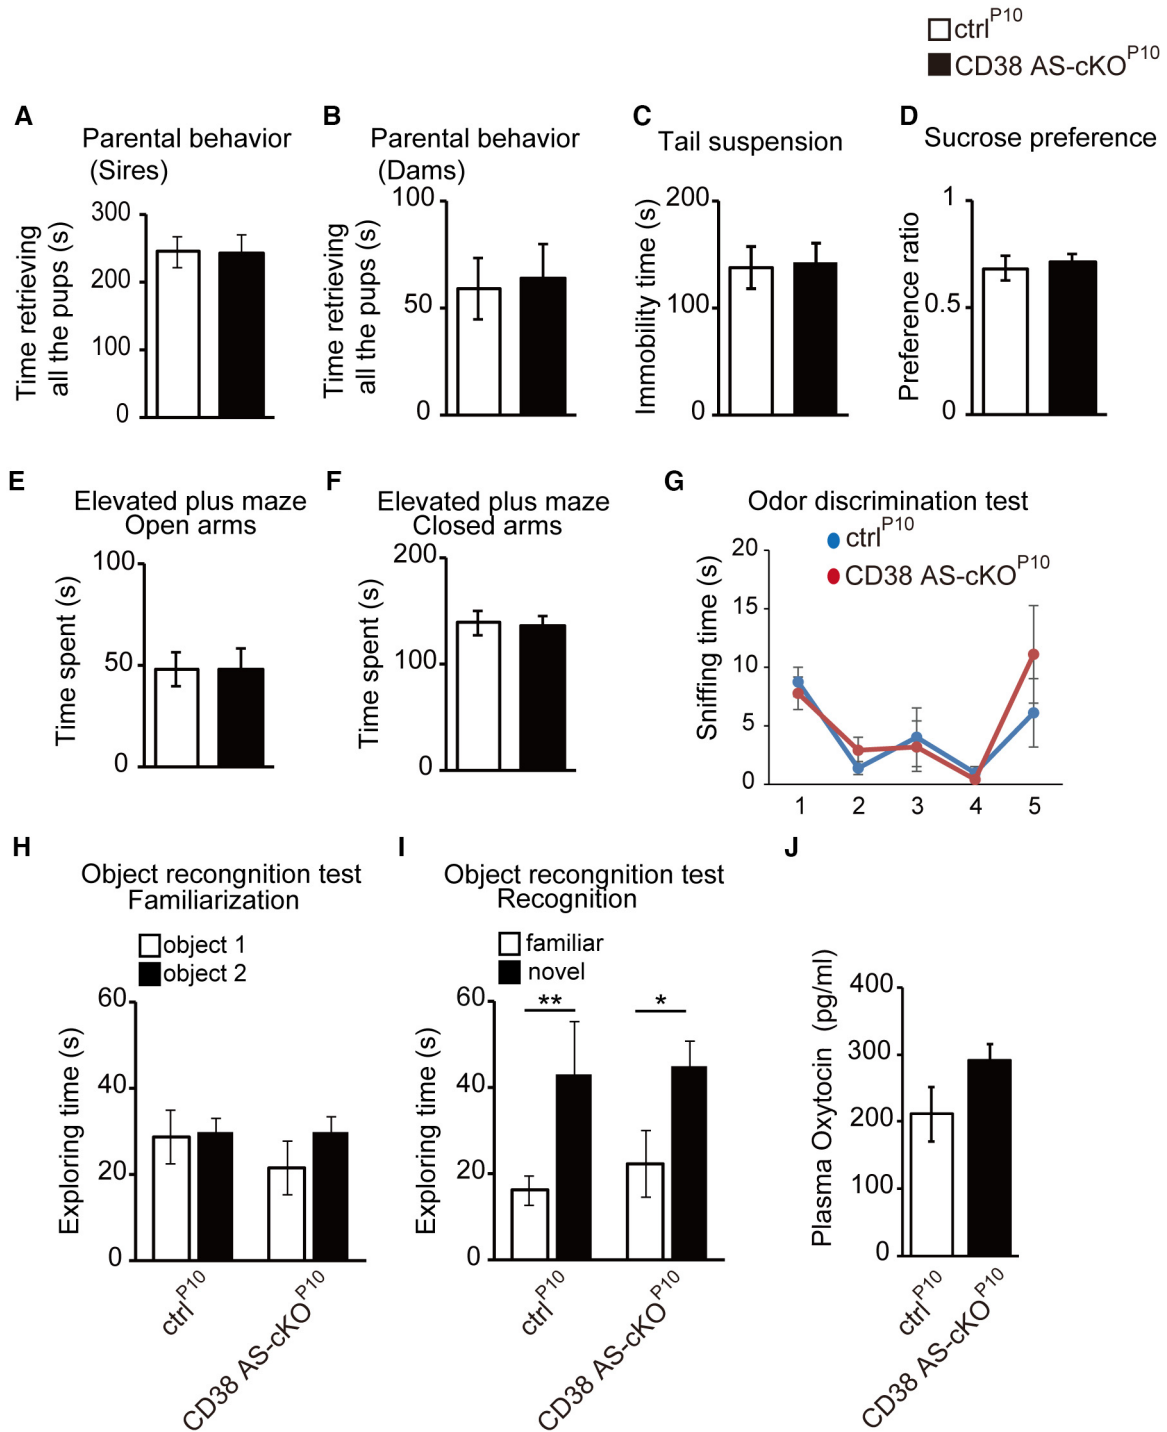 ctrlP10
CD38 AS-cKOP10
A
Parental behavior
(Sires)
Time retrieving
all the pups (s)
300
200
100
0
B
Parental behavior
(Dams)
Time retrieving
all the pups (s)
100
50
0
C
Tail suspension
Immobility time (s)
200
100
0
D
Sucrose preference
Preference ratio
1
0.5
0
E
Elevated plus maze
Open arms
Time spent (s)
100
50
0
F
Elevated plus maze
Closed arms
Time spent (s)
200
100
0
G
Odor discrimination test
ctrlP10
CD38 AS-cKOP10
Sniffing time (s)
20
15
10
5
0
1 2 3 4 5
H
Object recongnition test
Familiarization
object 1
object 2
Exploring time (s)
60
40
20
0
ctrlP10
CD38 AS-cKOP10
I
Object recongnition test
Recognition
familiar
novel
Exploring time (s)
60
40
20
0
** *
ctrlP10
CD38 AS-cKOP10
J
Plasma Oxytocin (pg/ml)
400
300
200
100
0
ctrlP10
CD38 AS-cKOP10